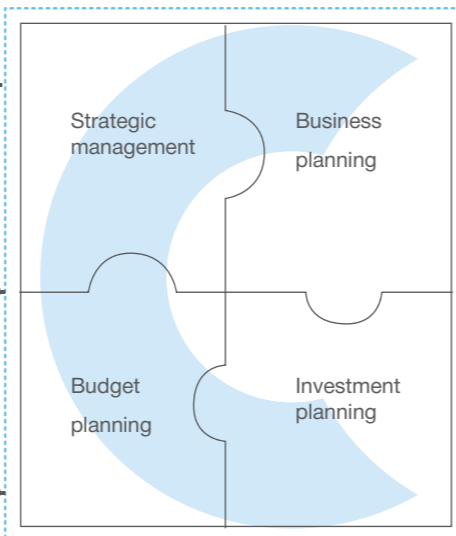 Strategic
management
Business
planning
Budget
planning
Investment
planning